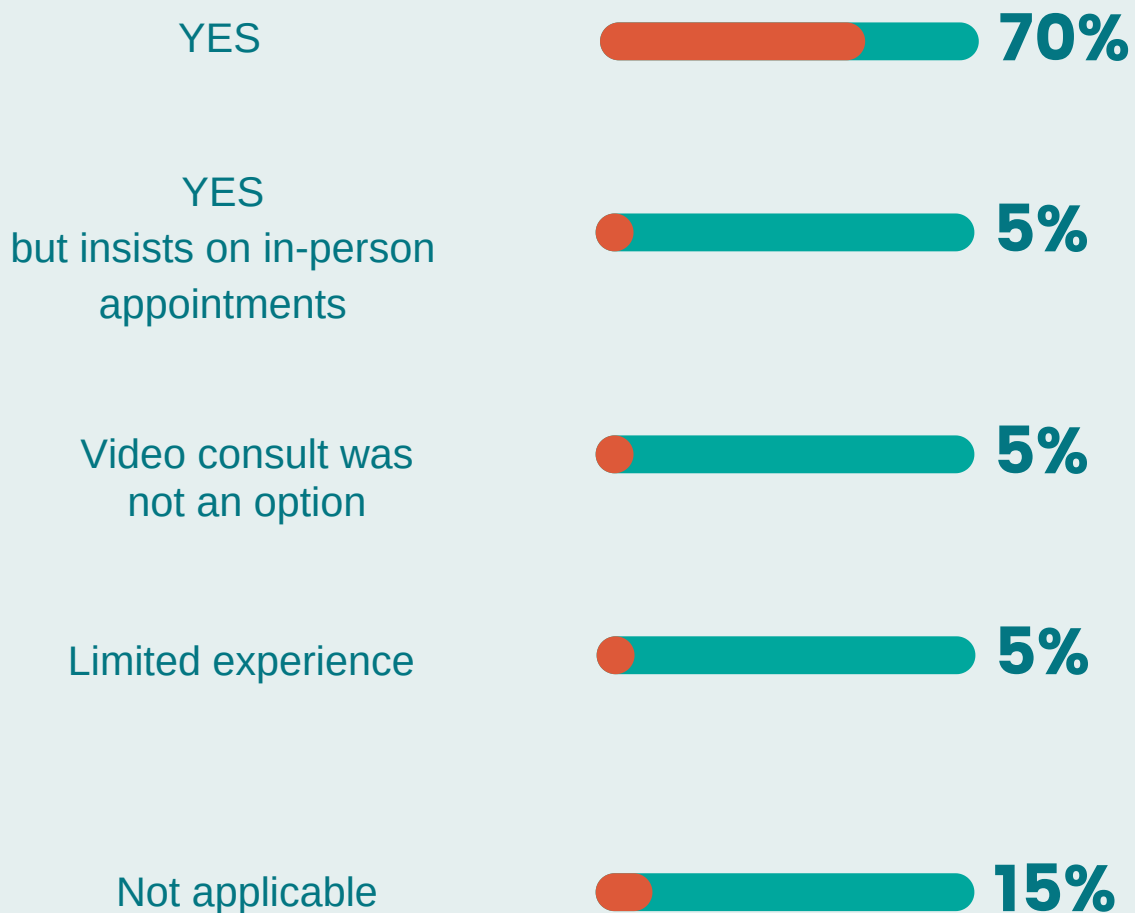 YES 70%
YES
but insists on in-person
appointments
5%
Video consult was
not an option
5%
Limited experience 5%
Not applicable 15%